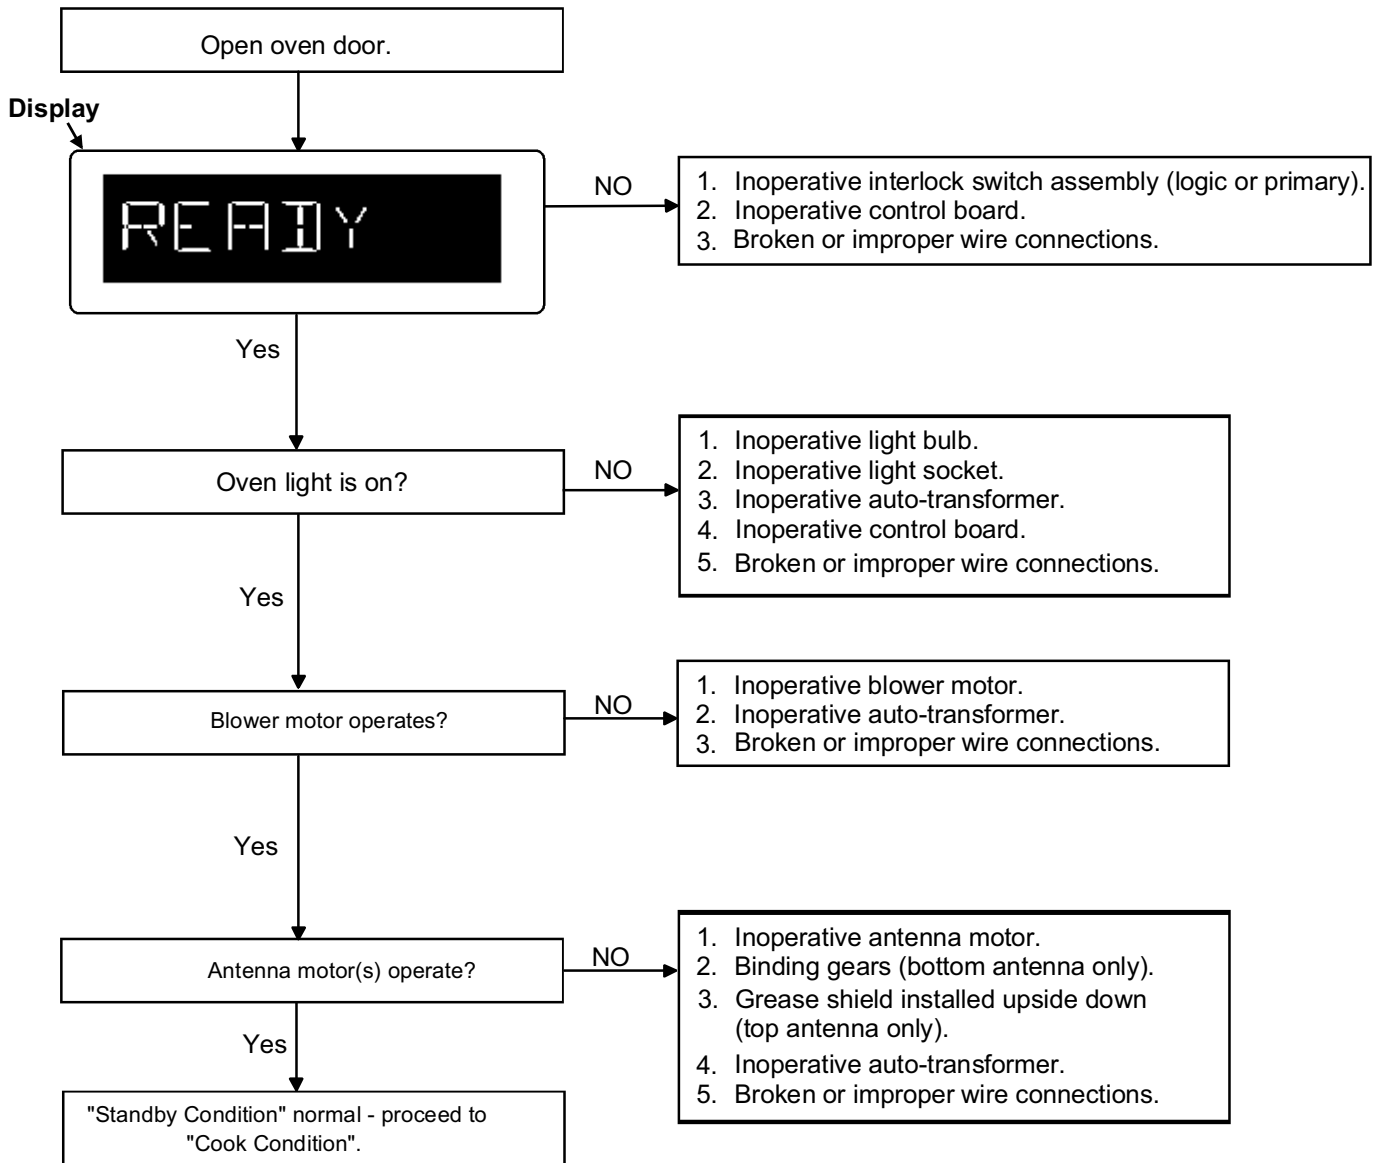 Open oven door.
Display
READY
NO
1. Inoperative interlock switch assembly (logic or primary).
2. Inoperative control board.
3. Broken or improper wire connections.
Yes
Oven light is on?
NO
1. Inoperative light bulb.
2. Inoperative light socket.
3. Inoperative auto-transformer.
4. Inoperative control board.
5. Broken or improper wire connections.
Yes
Blower motor operates?
NO
1. Inoperative blower motor.
2. Inoperative auto-transformer.
3. Broken or improper wire connections.
Yes
Antenna motor(s) operate?
NO
1. Inoperative antenna motor.
2. Binding gears (bottom antenna only).
3. Grease shield installed upside down
(top antenna only).
4. Inoperative auto-transformer.
5. Broken or improper wire connections.
Yes
"Standby Condition" normal - proceed to
"Cook Condition".